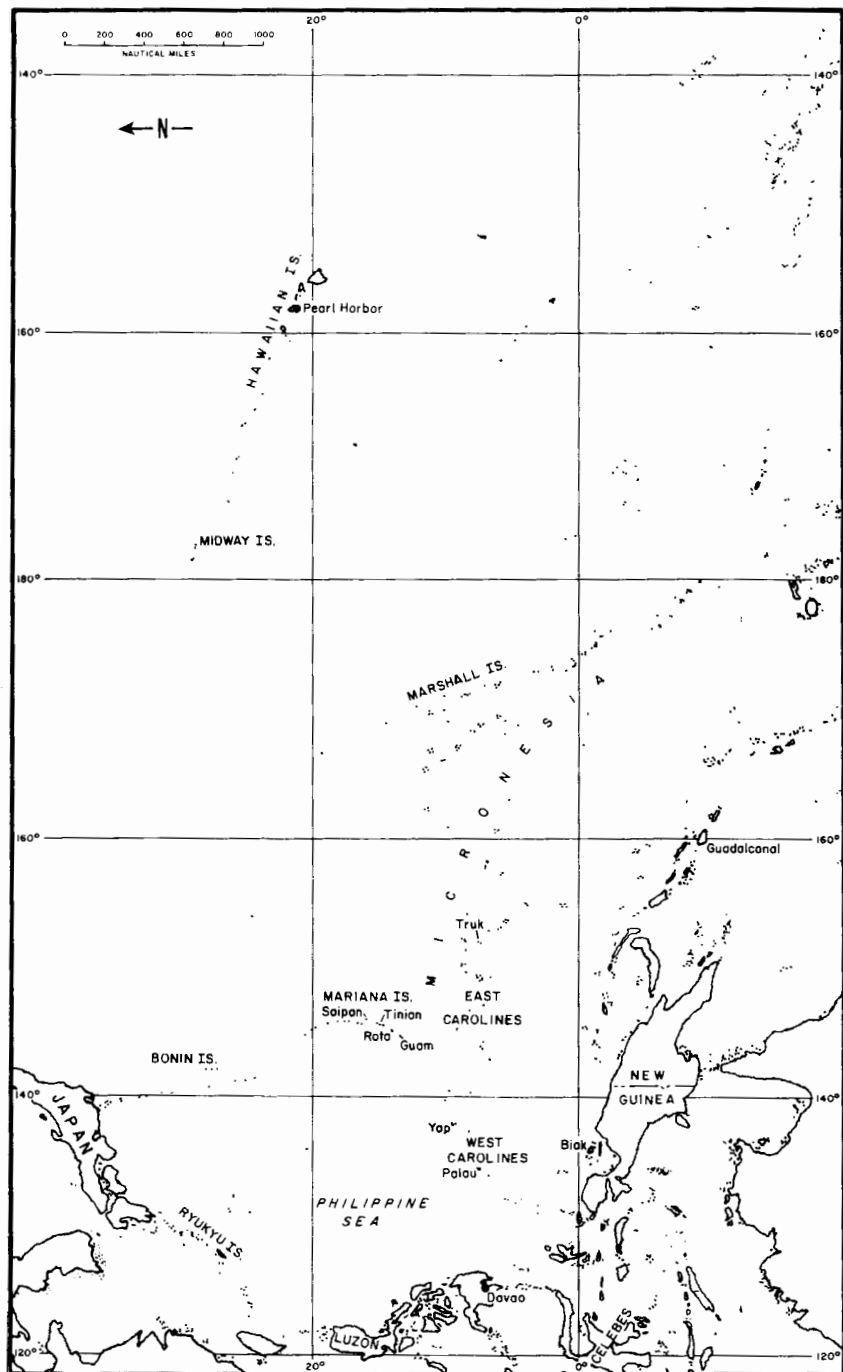 20° 0°
0 200 400 600 800 1000
NAUTICAL MILES
140° 140°
N
HAWAIIAN IS.
Pearl Harbor
160° 160°
MIDWAY IS.
180° 180°
MARSHALL IS.
MICRONESIA
160° 160°
Guadalcanal
Truk
MARIANA IS.
EAST
CAROLINES
Saipan
Tinian
Rota
Guam
BONIN IS.
NEW
GUINEA
JAPAN
140° 140°
Yap
WEST
CAROLINES
Palau
Biak
PHILIPPINE
SEA
RYUKYU IS.
Davao
LUZON
CELEBES
120° 20° 0° 120°